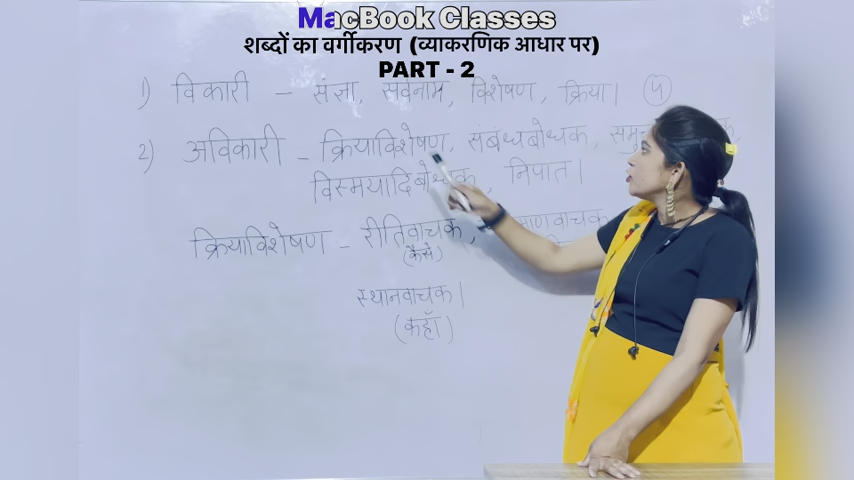 MacBook Classes
शब्दों का वर्गीकरण (व्याकरणिक आधार पर)
PART - 2
1) विकारी - संज्ञा, सर्वनाम, विशेषण, क्रिया। ५
2) अविकारी - क्रियाविशेषण, संबंधबोधक,
विस्मयादिबोधक, निपात।
क्रियाविशेषण - रीतिवाचक,
(कैसे)
स्थानवाचक।
(कहाँ)